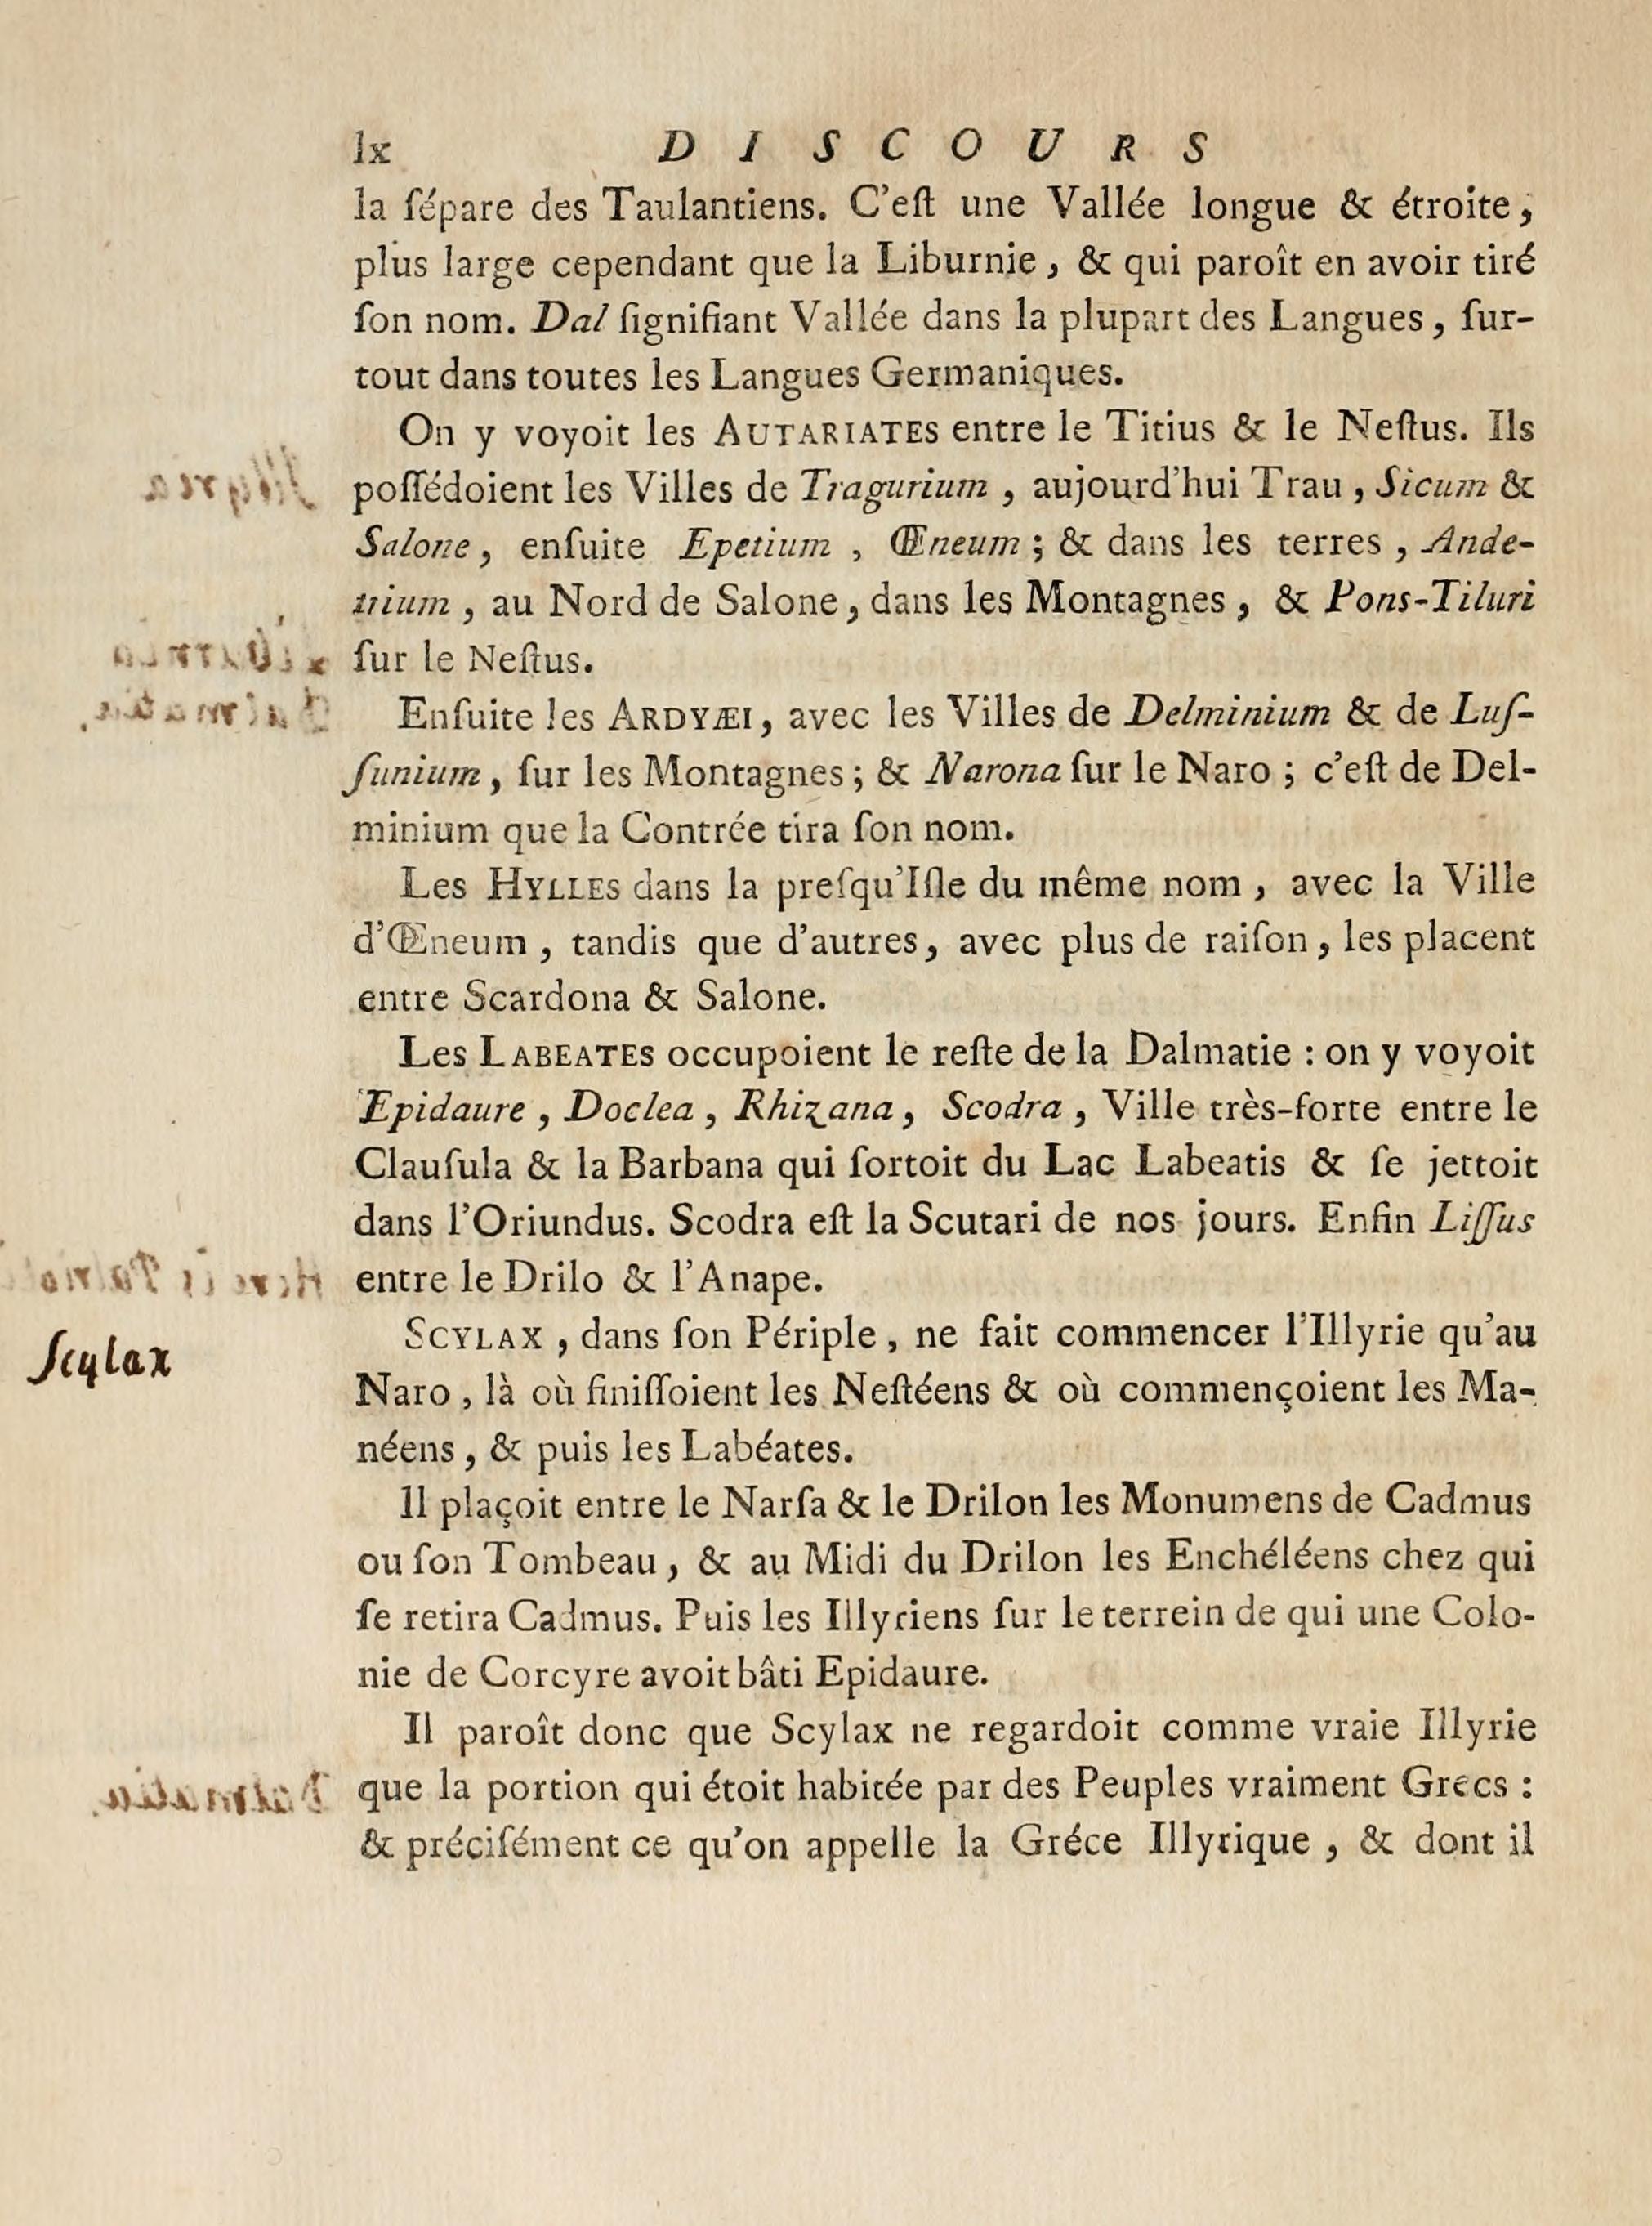 lx DISCOURS
la ſépare des Taulantiens. C'eſt une Vallée longue & étroite,
plus large cependant que la Liburnie, & qui paroît en avoir tiré
ſon nom. Dal ſignifiant Vallée dans la plupart des Langues, ſur-
tout dans toutes les Langues Germaniques.
On y voyoit les AUTARIATES entre le Titius & le Neſtus. Ils
poſſédoient les Villes de Tragurium, aujourd'hui Trau, Sicum &
Salone, enſuite Epetium, Œneum; & dans les terres, Ande-
trium, au Nord de Salone, dans les Montagnes, & Pons-Tiluri
ſur le Neſtus.
Enſuite les ARDYÆI, avec les Villes de Delminium & de Luſ-
ſunium, ſur les Montagnes; & Narona ſur le Naro; c'eſt de Del-
minium que la Contrée tira ſon nom.
Les HYLLES dans la preſqu'Iſle du même nom, avec la Ville
d'Œneum, tandis que d'autres, avec plus de raiſon, les placent
entre Scardona & Salone.
Les LABEATES occupoient le reſte de la Dalmatie: on y voyoit
Epidaure, Doclea, Rhizana, Scodra, Ville très-forte entre le
Clauſula & la Barbana qui ſortoit du Lac Labeatis & ſe jettoit
dans l'Oriundus. Scodra eſt la Scutari de nos jours. Enfin Liſſus
entre le Drilo & l'Anape.
Scylax
SCYLAX, dans ſon Périple, ne fait commencer l'Illyrie qu'au
Naro, là où finiſſoient les Neſtéens & où commençoient les Ma-
néens, & puis les Labéates.
Il plaçoit entre le Narſa & le Drilon les Monumens de Cadmus
ou ſon Tombeau, & au Midi du Drilon les Enchéléens chez qui
ſe retira Cadmus. Puis les Illyriens ſur le terrein de qui une Colo-
nie de Corcyre avoit bâti Epidaure.
Il paroît donc que Scylax ne regardoit comme vraie Illyrie
que la portion qui étoit habitée par des Peuples vraiment Grecs:
& préciſément ce qu'on appelle la Gréce Illyrique, & dont il